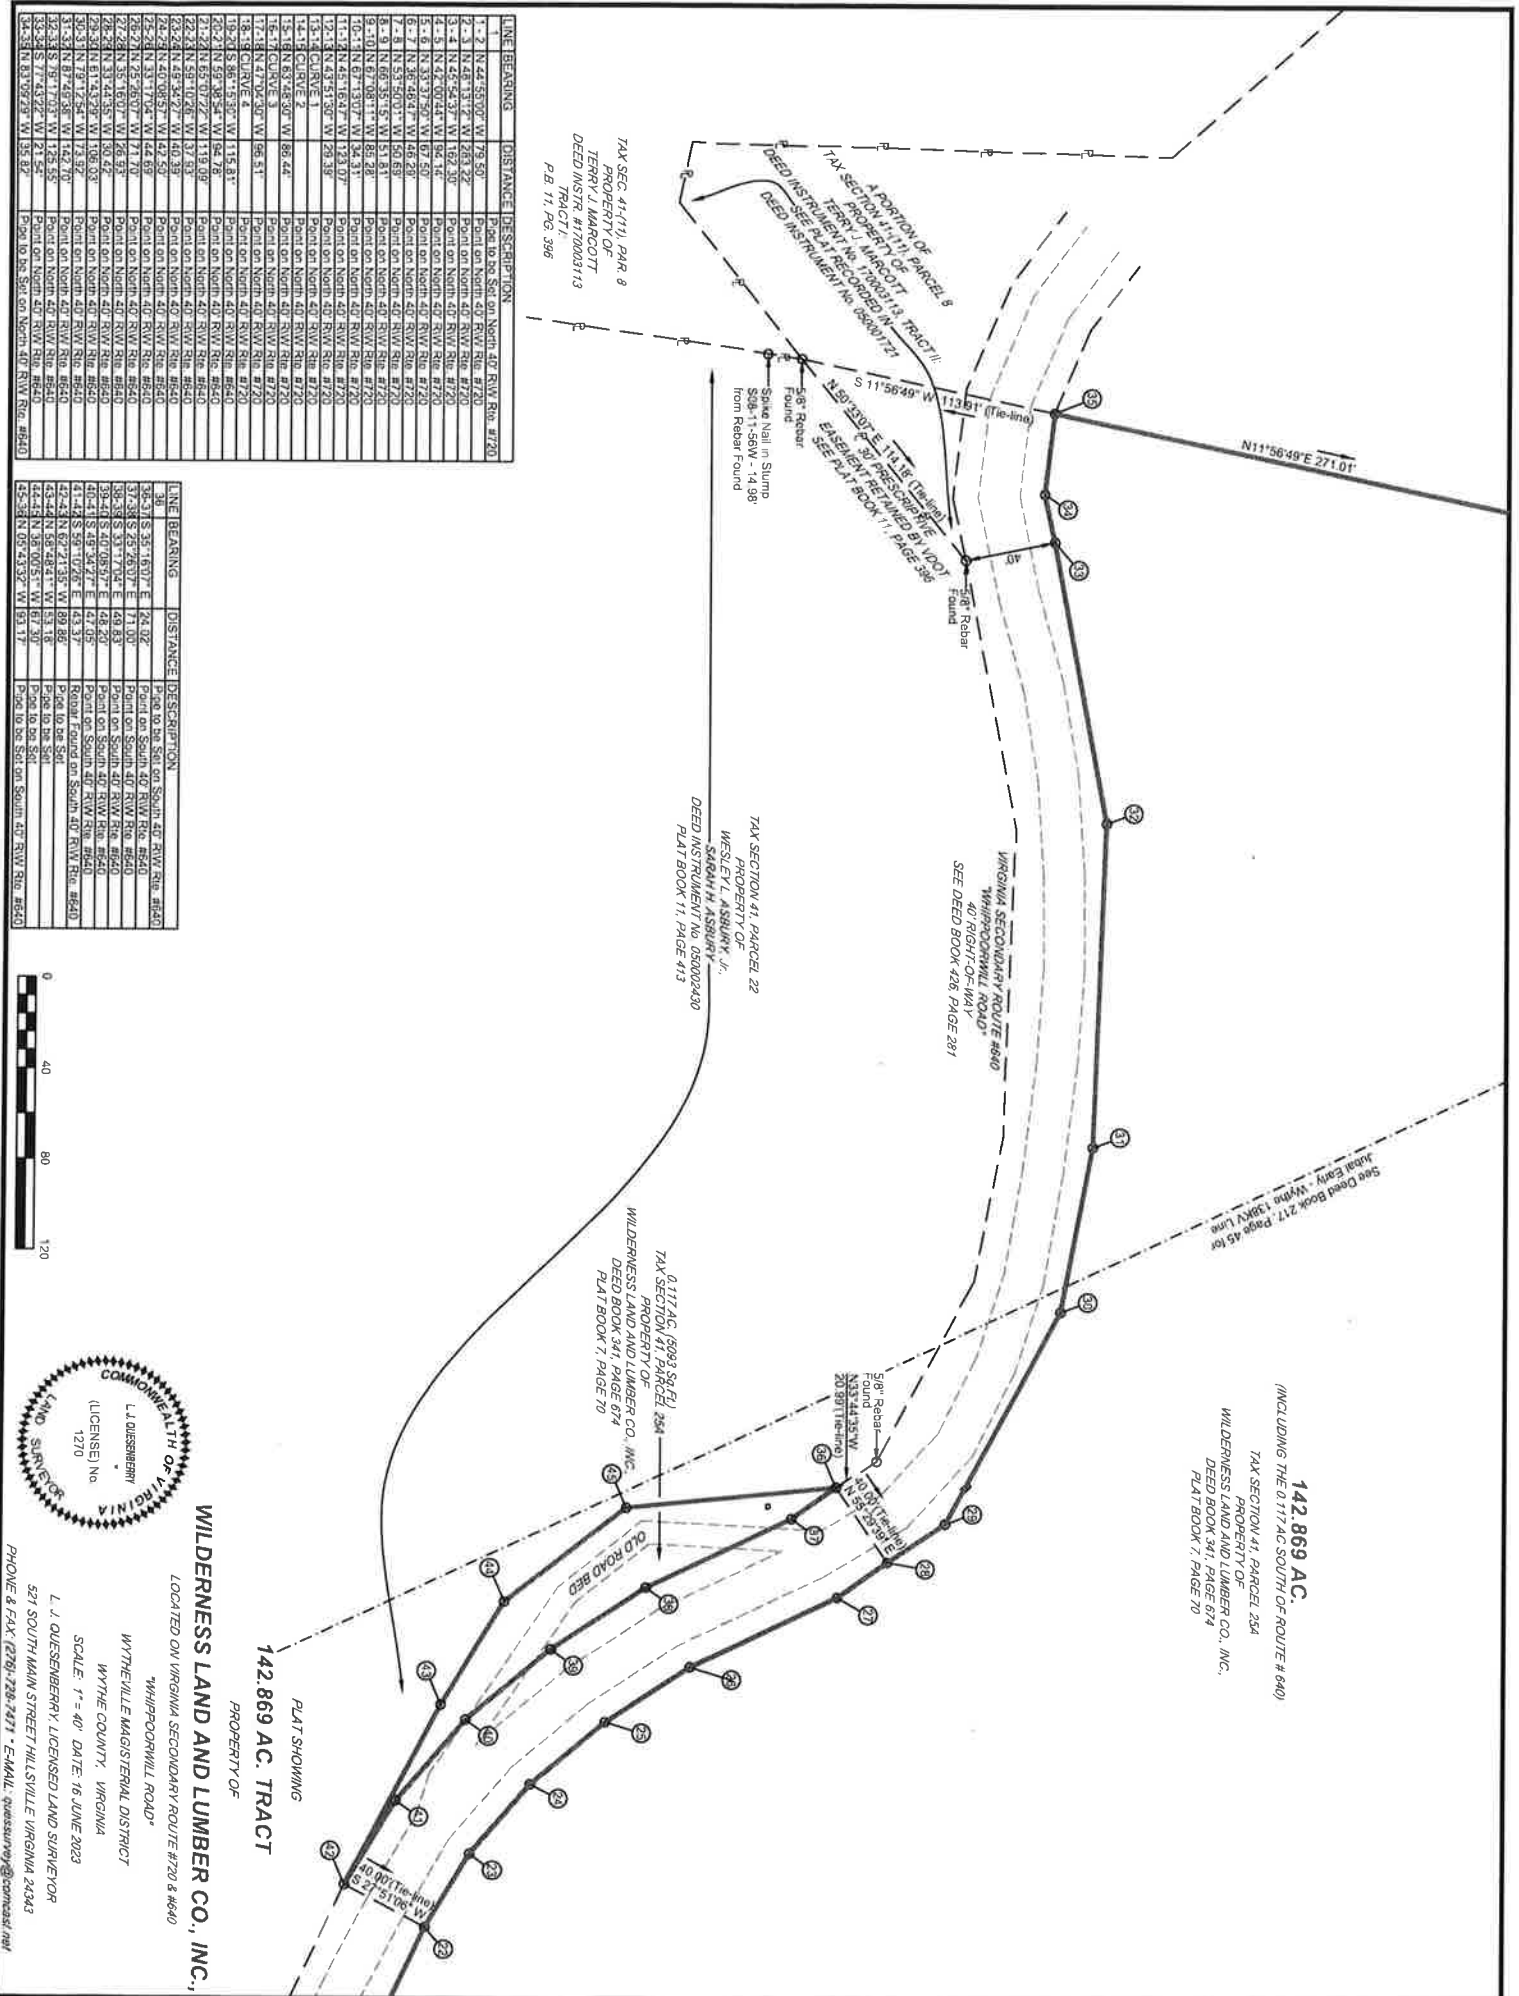 142.869 AC.
(INCLUDING THE 0.117 AC SOUTH OF ROUTE # 640)
TAX SECTION 41, PARCEL 25A
PROPERTY OF
WILDERNESS LAND AND LUMBER CO., INC.,
DEED BOOK 341, PAGE 674
PLAT BOOK 7, PAGE 70
See Deed Book 217, Page 45 for
Jubal Early - Wythe 138KV Line
N11°56'49"E 271.01'
35
34
33
32
31
30
29
28
27
26
25
24
23
22
S 11°56'49" W 113.91' (Tie-line)
40'
5/8" Rebar
Found
A PORTION OF
TAX SECTION 41-(11), PARCEL 8
PROPERTY OF
TERRY J. MARCOTT
DEED INSTRUMENT No. 170003113, TRACT II:
SEE PLAT RECORDED IN
DEED INSTRUMENT No. 050001721
N 50°33'07" E 114.18' (Tie-line)
30' PRESCRIPTIVE
EASEMENT RETAINED BY VDOT
SEE PLAT BOOK 11, PAGE 396
5/8" Rebar
Found
Spike Nail in Stump
S08-11-56W - 14.98'
from Rebar Found
TAX SEC. 41-(11), PAR. 8
PROPERTY OF
TERRY J. MARCOTT
DEED INSTR. #170003113
TRACT I:
P.B. 11, PG. 396
VIRGINIA SECONDARY ROUTE #640
"WHIPPOORWILL ROAD"
40' RIGHT-OF-WAY
SEE DEED BOOK 426, PAGE 281
TAX SECTION 41, PARCEL 22
PROPERTY OF
WESLEY L. ASBURY, Jr.,
SARAH H. ASBURY
DEED INSTRUMENT No. 050002430
PLAT BOOK 11, PAGE 413
5/8" Rebar
Found
N33°44'35"W
20.99'(Tie-line)
40.00'(Tie-line)
N 55°29'39" E
0.117 AC. (5093 Sq.Ft.)
TAX SECTION 41, PARCEL 25A
PROPERTY OF
WILDERNESS LAND AND LUMBER CO., INC.
DEED BOOK 341, PAGE 674
PLAT BOOK 7, PAGE 70
OLD ROAD BED
36
37
38
39
40
41
42
43
44
45
40.00'(Tie-line)
S 27°51'06" W
LINE BEARING DISTANCE DESCRIPTION
1 Pipe to be Set on North 40' R\W Rte. #720
1 - 2 N 44°55'00" W 79.50' Point on North 40' R\W Rte. #720
2 - 3 N 48°13'12" W 283.22' Point on North 40' R\W Rte. #720
3 - 4 N 45°54'37" W 162.30' Point on North 40' R\W Rte. #720
4 - 5 N 42°00'44" W 94.14' Point on North 40' R\W Rte. #720
5 - 6 N 33°37'50" W 67.50' Point on North 40' R\W Rte. #720
6 - 7 N 36°46'47" W 46.29' Point on North 40' R\W Rte. #720
7 - 8 N 53°50'01" W 50.69' Point on North 40' R\W Rte. #720
8 - 9 N 66°35'15" W 51.81' Point on North 40' R\W Rte. #720
9 -10 N 67°08'11" W 85.28' Point on North 40' R\W Rte. #720
10-11 N 67°13'07" W 34.31' Point on North 40' R\W Rte. #720
11-12 N 45°16'47" W 123.07' Point on North 40' R\W Rte. #720
12-13 N 43°51'30" W 29.39' Point on North 40' R\W Rte. #720
13-14 CURVE 1 Point on North 40' R\W Rte. #720
14-15 CURVE 2 Point on North 40' R\W Rte. #720
15-16 N 63°48'30" W 86.44' Point on North 40' R\W Rte. #720
16-17 CURVE 3 Point on North 40' R\W Rte. #720
17-18 N 47°04'30" W 96.51' Point on North 40' R\W Rte. #720
18-19 CURVE 4 Point on North 40' R\W Rte. #720
19-20 S 86°15'30" W 115.81' Point on North 40' R\W Rte. #640
20-21 N 59°38'54" W 94.78' Point on North 40' R\W Rte. #640
21-22 N 65°07'22" W 119.09' Point on North 40' R\W Rte. #640
22-23 N 59°10'26" W 37.93' Point on North 40' R\W Rte. #640
23-24 N 49°34'27" W 40.39' Point on North 40' R\W Rte. #640
24-25 N 40°08'57" W 42.50' Point on North 40' R\W Rte. #640
25-26 N 33°17'04" W 44.69' Point on North 40' R\W Rte. #640
26-27 N 25°26'07" W 71.70' Point on North 40' R\W Rte. #640
27-28 N 35°16'07" W 26.93' Point on North 40' R\W Rte. #640
28-29 N 33°44'35" W 30.42' Point on North 40' R\W Rte. #640
29-30 N 61°43'29" W 106.03' Point on North 40' R\W Rte. #640
30-31 N 79°12'54" W 73.92' Point on North 40' R\W Rte. #640
31-32 N 87°49'38" W 142.70' Point on North 40' R\W Rte. #640
32-33 S 79°17'03" W 125.55' Point on North 40' R\W Rte. #640
33-34 S 77°43'22" W 21.54' Point on North 40' R\W Rte. #640
34-35 N 83°09'29" W 35.82' Pipe to be Set on North 40' R\W Rte. #640
LINE BEARING DISTANCE DESCRIPTION
36 Pipe to be Set on South 40' R\W Rte. #640
36-37 S 35°16'07" E 24.02' Point on South 40' R\W Rte. #640
37-38 S 25°26'07" E 71.00' Point on South 40' R\W Rte. #640
38-39 S 33°17'04" E 49.83' Point on South 40' R\W Rte. #640
39-40 S 40°08'57" E 48.20' Point on South 40' R\W Rte. #640
40-41 S 49°34'27" E 47.05' Point on South 40' R\W Rte. #640
41-42 S 59°10'26" E 43.37' Rebar Found on South 40' R\W Rte. #640
42-43 N 62°21'35" W 89.86' Pipe to be Set
43-44 N 58°48'41" W 53.18' Pipe to be Set
44-45 N 38°00'51" W 67.30' Pipe to be Set
45-36 N 05°43'32" W 93.17' Pipe to be Set on South 40' R\W Rte. #640
0 40 80 120
COMMONWEALTH OF VIRGINIA
L.J. QUESENBERRY
(LICENSE) No.
1270
LAND SURVEYOR
PLAT SHOWING
142.869 AC. TRACT
PROPERTY OF
WILDERNESS LAND AND LUMBER CO., INC.,
LOCATED ON VIRGINIA SECONDARY ROUTE #720 & #640
"WHIPPOORWILL ROAD"
WYTHEVILLE MAGISTERIAL DISTRICT
WYTHE COUNTY, VIRGINIA
SCALE: 1" = 40' DATE: 16 JUNE 2023
L. J. QUESENBERRY, LICENSED LAND SURVEYOR
521 SOUTH MAIN STREET HILLSVILLE VIRGINIA 24343
PHONE & FAX: (276)-728-7471 * E-MAIL: quessurvey@comcast.net